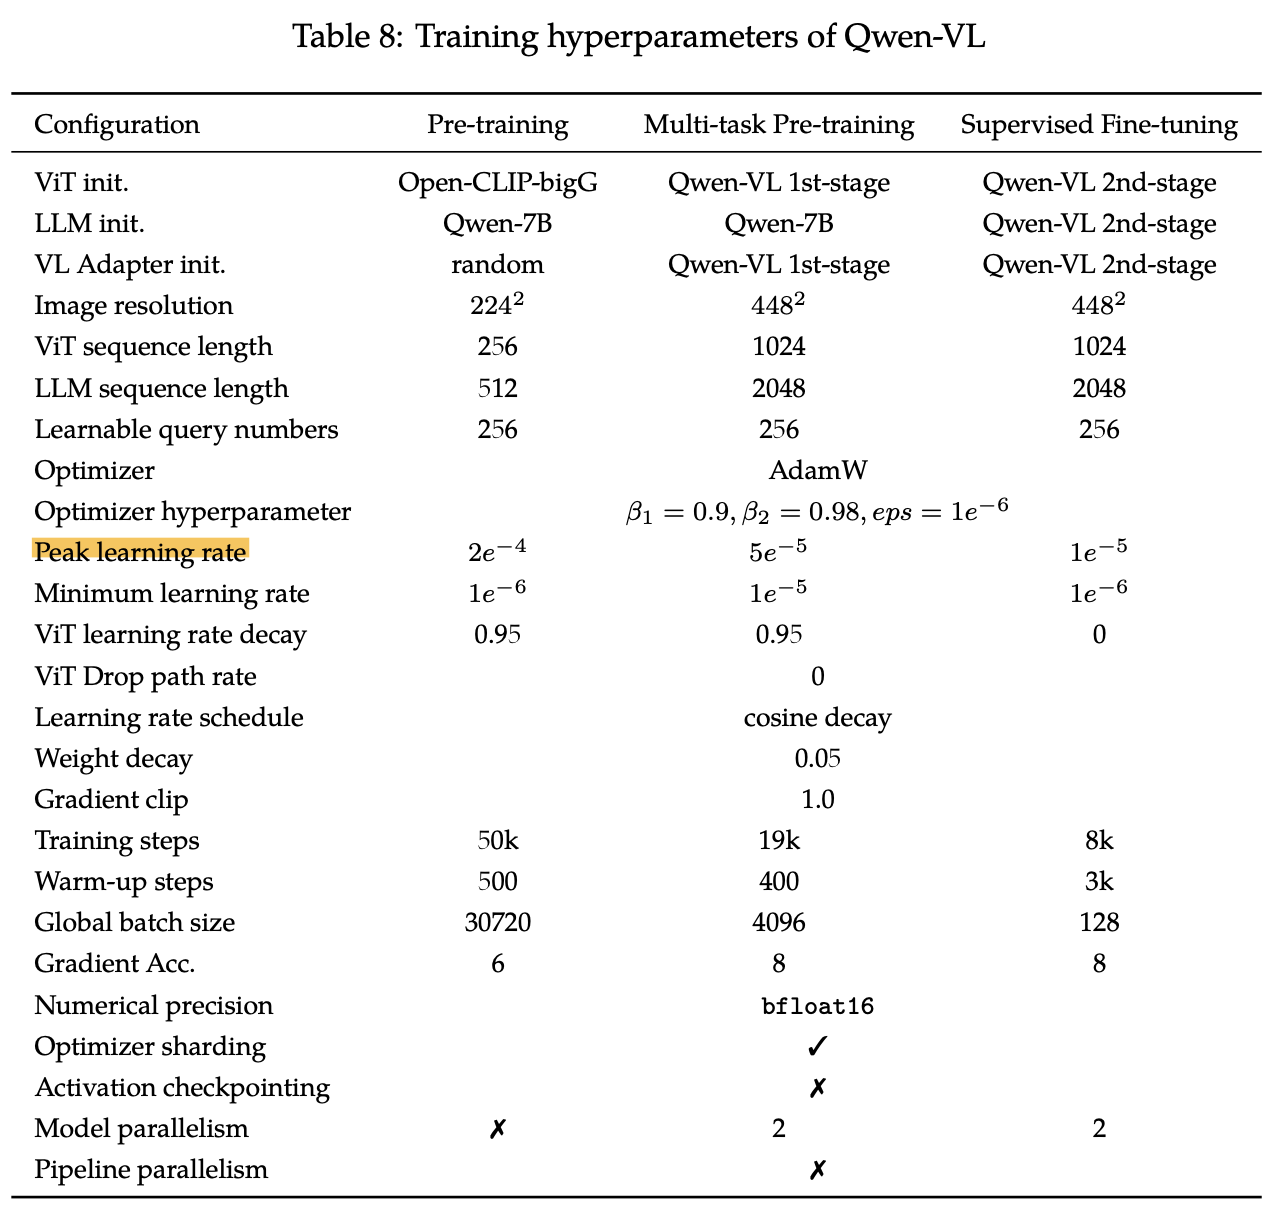 Table 8: Training hyperparameters of Qwen-VL
Configuration Pre-training Multi-task Pre-training Supervised Fine-tuning
ViT init. Open-CLIP-bigG Qwen-VL 1st-stage Qwen-VL 2nd-stage
LLM init. Qwen-7B Qwen-7B Qwen-VL 2nd-stage
VL Adapter init. random Qwen-VL 1st-stage Qwen-VL 2nd-stage
Image resolution 224² 448² 448²
ViT sequence length 256 1024 1024
LLM sequence length 512 2048 2048
Learnable query numbers 256 256 256
Optimizer AdamW
Optimizer hyperparameter β₁ = 0.9, β₂ = 0.98, eps = 1e⁻⁶
Peak learning rate 2e⁻⁴ 5e⁻⁵ 1e⁻⁵
Minimum learning rate 1e⁻⁶ 1e⁻⁵ 1e⁻⁶
ViT learning rate decay 0.95 0.95 0
ViT Drop path rate 0
Learning rate schedule cosine decay
Weight decay 0.05
Gradient clip 1.0
Training steps 50k 19k 8k
Warm-up steps 500 400 3k
Global batch size 30720 4096 128
Gradient Acc. 6 8 8
Numerical precision bfloat16
Optimizer sharding ✓
Activation checkpointing ✗
Model parallelism ✗ 2 2
Pipeline parallelism ✗